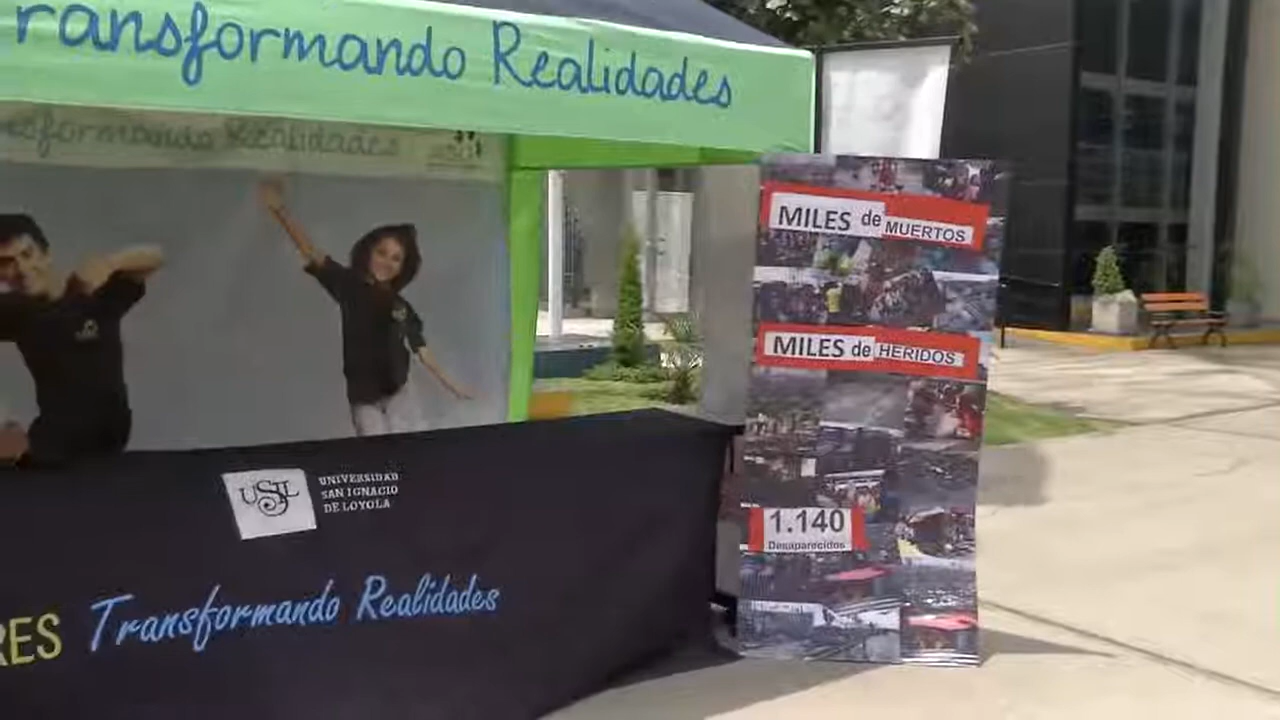 ransformando Realidades
sformando Realidades
MILES de MUERTOS
MILES de HERIDOS
1.140
Desaparecidos
USIL
UNIVERSIDAD
SAN IGNACIO
DE LOYOLA
RES Transformando Realidades